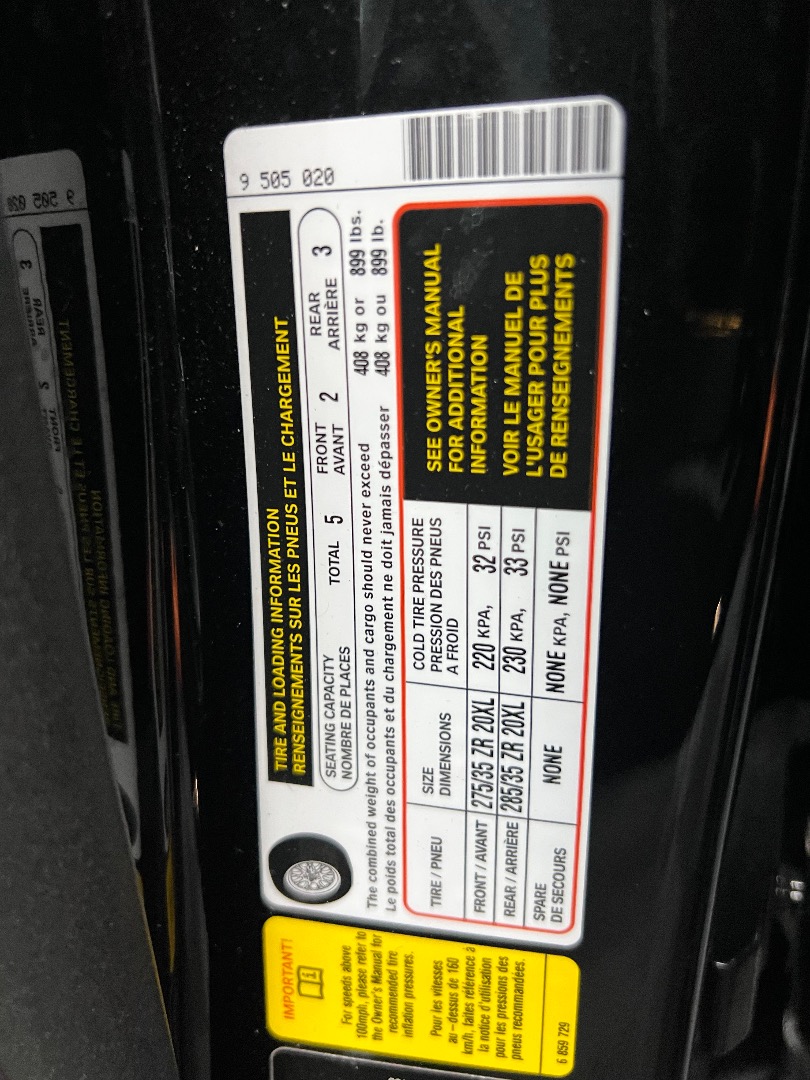 9 505 020
TIRE AND LOADING INFORMATION
RENSEIGNEMENTS SUR LES PNEUS ET LE CHARGEMENT
SEATING CAPACITY TOTAL 5 FRONT 2 REAR 3
NOMBRE DE PLACES AVANT ARRIÈRE
The combined weight of occupants and cargo should never exceed 408 kg or 899 lbs.
Le poids total des occupants et du chargement ne doit jamais dépasser 408 kg ou 899 lb.
TIRE / PNEU
SIZE
DIMENSIONS
COLD TIRE PRESSURE
PRESSION DES PNEUS
A FROID
FRONT / AVANT 275/35 ZR 20XL 220 KPA, 32 PSI
REAR / ARRIÈRE 285/35 ZR 20XL 230 KPA, 33 PSI
SPARE
DE SECOURS NONE NONE KPA, NONE PSI
SEE OWNER'S MANUAL
FOR ADDITIONAL
INFORMATION
VOIR LE MANUEL DE
L'USAGER POUR PLUS
DE RENSEIGNEMENTS
IMPORTANT!
For speeds above
100mph, please refer to
the Owner's Manual for
recommended tire
inflation pressures.
Pour les vitesses
au-dessus de 160
km/h, faites référence à
la notice d'utilisation
pour les pressions des
pneus recommandées.
6 859 729